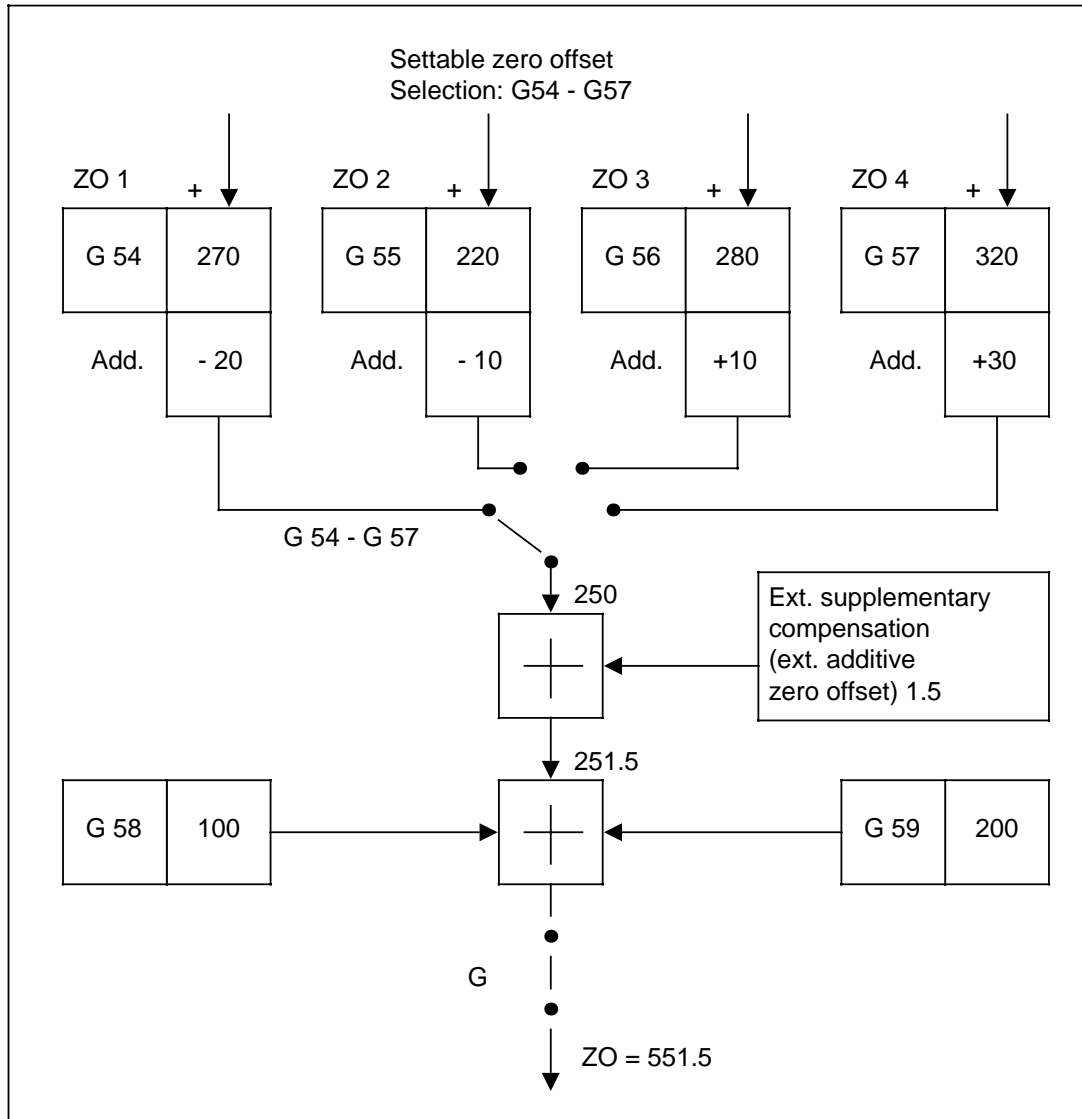 Settable zero offset
Selection: G54 - G57
ZO 1 + ZO 2 + ZO 3 + ZO 4 +
G 54 270 G 55 220 G 56 280 G 57 320
Add. - 20 Add. - 10 Add. +10 Add. +30
G 54 - G 57
250
Ext. supplementary
compensation
(ext. additive
zero offset) 1.5
251.5
G 58 100 G 59 200
G
ZO = 551.5